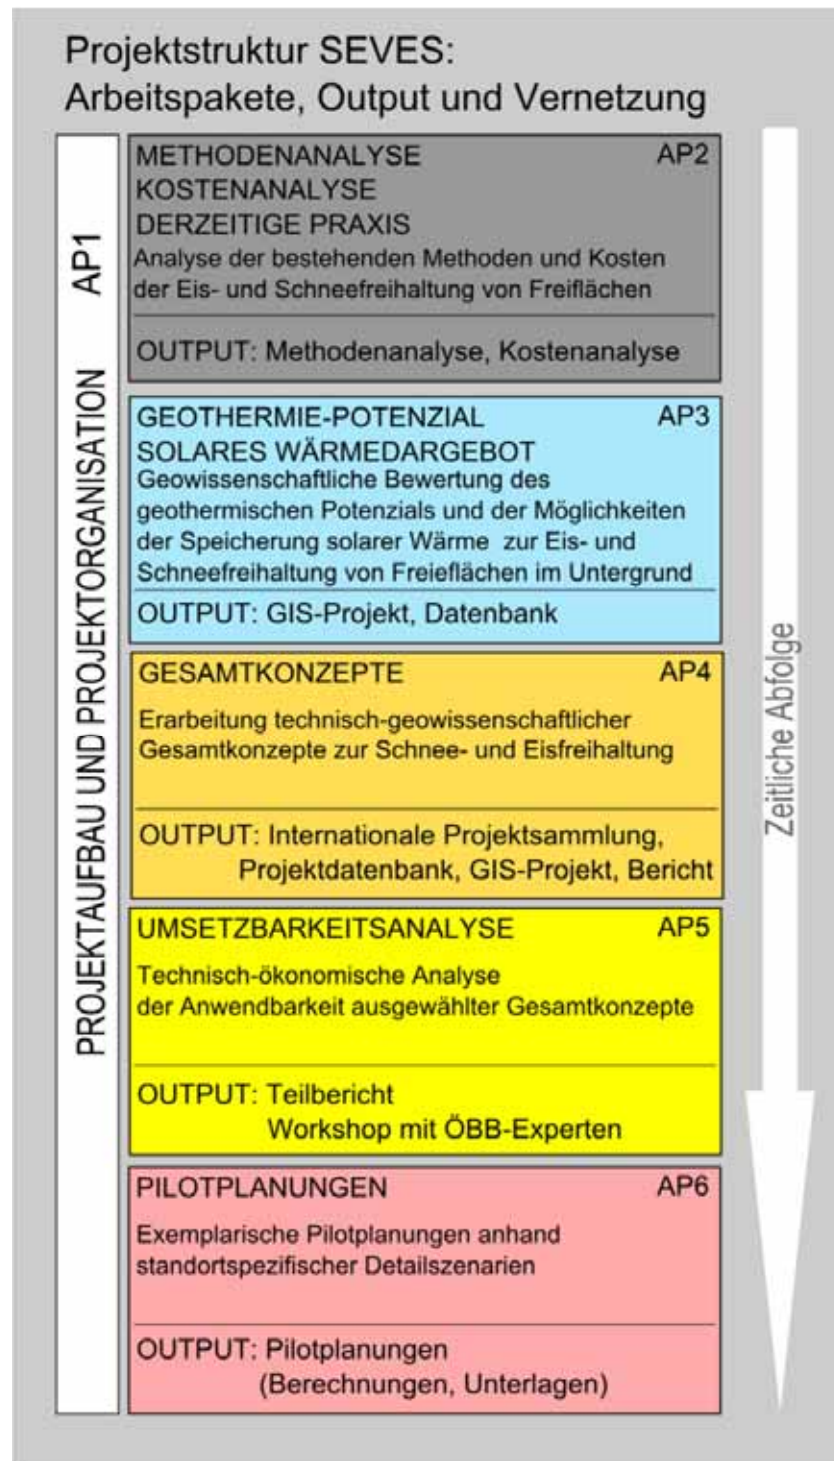 Projektstruktur SEVES:
Arbeitspakete, Output und Vernetzung
PROJEKTAUFBAU UND PROJEKTORGANISATION AP1
METHODENANALYSE AP2
KOSTENANALYSE
DERZEITIGE PRAXIS
Analyse der bestehenden Methoden und Kosten
der Eis- und Schneefreihaltung von Freiflächen
OUTPUT: Methodenanalyse, Kostenanalyse
GEOTHERMIE-POTENZIAL AP3
SOLARES WÄRMEDARGEBOT
Geowissenschaftliche Bewertung des
geothermischen Potenzials und der Möglichkeiten
der Speicherung solarer Wärme zur Eis- und
Schneefreihaltung von Freieflächen im Untergrund
OUTPUT: GIS-Projekt, Datenbank
GESAMTKONZEPTE AP4
Erarbeitung technisch-geowissenschaftlicher
Gesamtkonzepte zur Schnee- und Eisfreihaltung
OUTPUT: Internationale Projektsammlung,
Projektdatenbank, GIS-Projekt, Bericht
UMSETZBARKEITSANALYSE AP5
Technisch-ökonomische Analyse
der Anwendbarkeit ausgewählter Gesamtkonzepte
OUTPUT: Teilbericht
Workshop mit ÖBB-Experten
PILOTPLANUNGEN AP6
Exemplarische Pilotplanungen anhand
standortspezifischer Detailszenarien
OUTPUT: Pilotplanungen
(Berechnungen, Unterlagen)
Zeitliche Abfolge